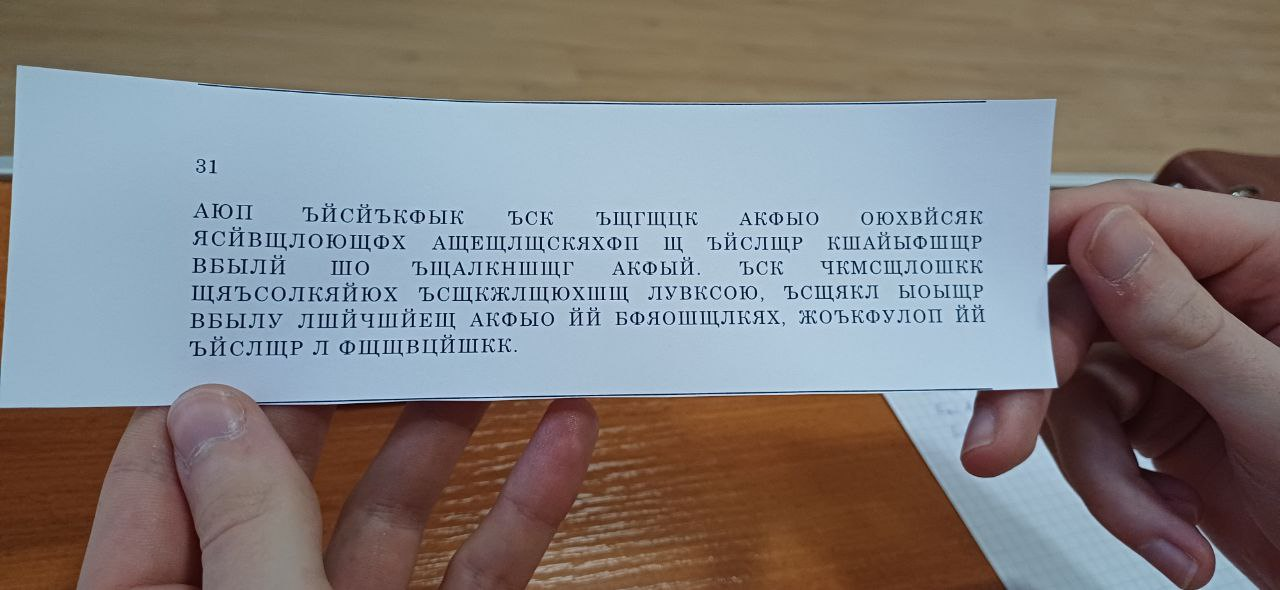 31
АЮП ЪЙСЙЪКФЫК ЪСК ЪЩГЩЦК АКФЫО ОЮХВЙСЯК
ЯСЙВЩЛОЮЩФХ АЩЕЩЛЩСКЯХФП Щ ЪЙСЛЩР КШАЙЫФШЩР
ВБЫЛЙ ШО ЪЩАЛКНШЩГ АКФЫЙ. ЪСК ЧКМСЩЛОШКК
ЩЯЪСОЛКЯЙЮХ ЪСЩКЖЛЩЮХШЩ ЛУВКСОЮ, ЪСЩЯКЛ ЫОЫЩР
ВБЫЛУ ЛШЙЧШЙЕЩ АКФЫО ЙЙ БФЯОШЩЛКЯХ, ЖОЪКФУЛОП ЙЙ
ЪЙСЛЩР Л ФЩЩВЦЙШКК.